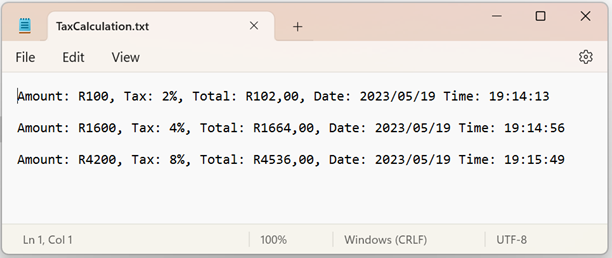 TaxCalculation.txt
File Edit View
Amount: R100, Tax: 2%, Total: R102,00, Date: 2023/05/19 Time: 19:14:13
Amount: R1600, Tax: 4%, Total: R1664,00, Date: 2023/05/19 Time: 19:14:56
Amount: R4200, Tax: 8%, Total: R4536,00, Date: 2023/05/19 Time: 19:15:49
Ln 1, Col 1 100% Windows (CRLF) UTF-8